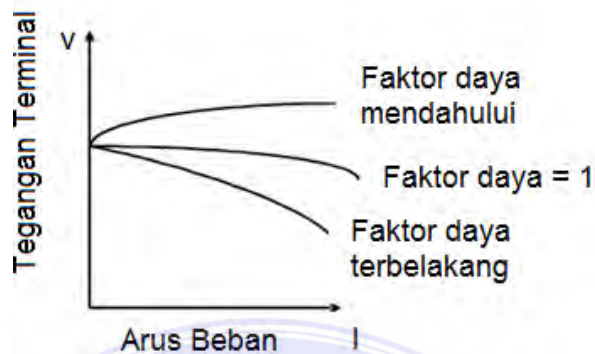 V
Tegangan Terminal
Faktor daya
mendahului
Faktor daya = 1
Faktor daya
terbelakang
Arus Beban
I